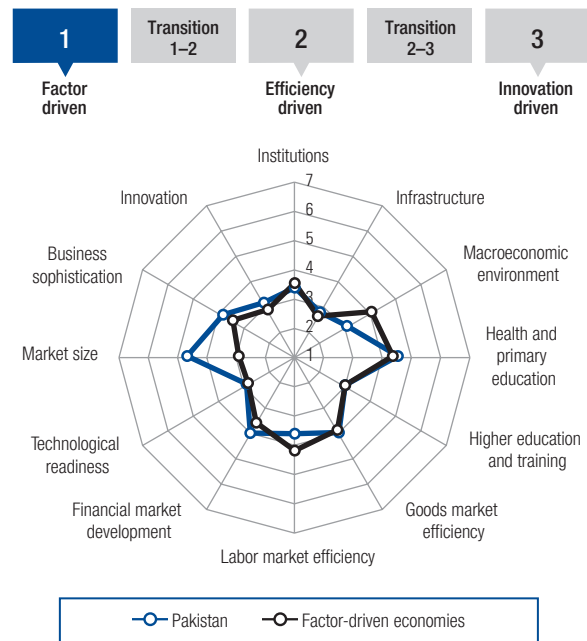 1
Transition
1–2
2
Transition
2–3
3
Factor
driven
Efficiency
driven
Innovation
driven
Institutions
Infrastructure
Macroeconomic
environment
Health and
primary
education
Higher education
and training
Goods market
efficiency
Labor market efficiency
Financial market
development
Technological
readiness
Market size
Business
sophistication
Innovation
7
6
5
4
3
2
1
Pakistan
Factor-driven economies